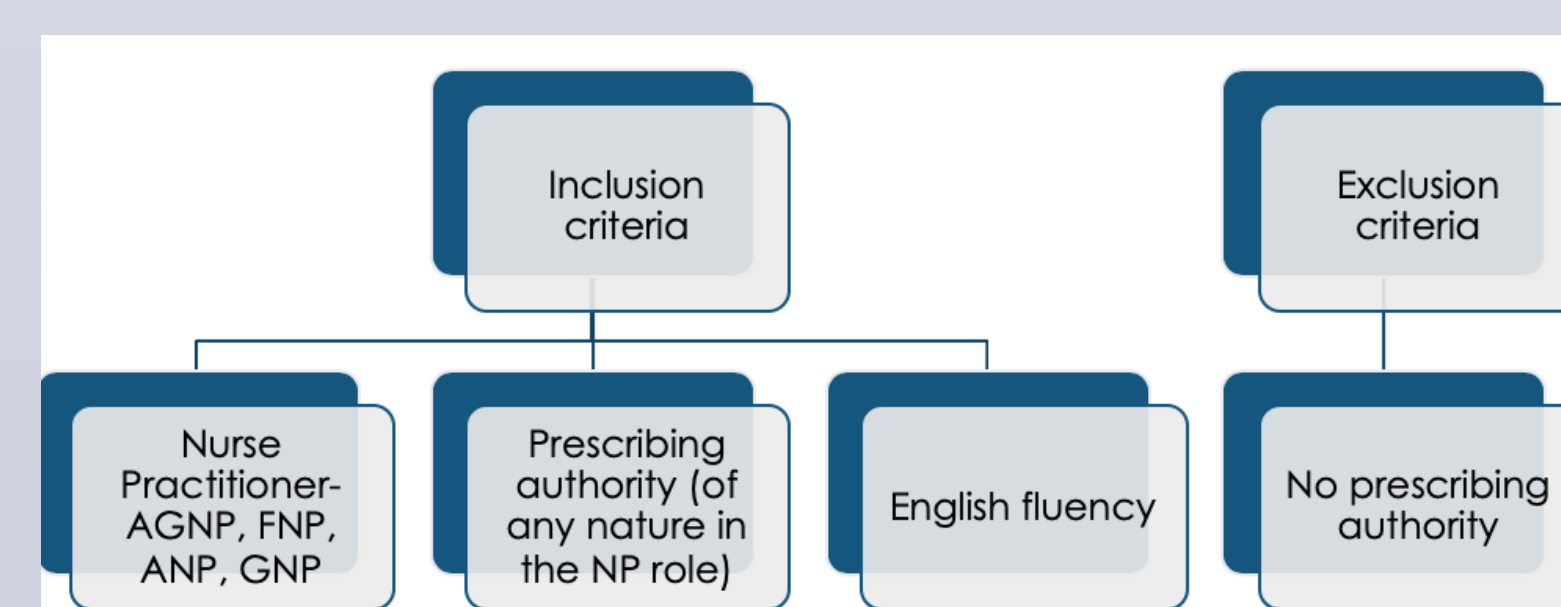 Inclusion
criteria
Exclusion
criteria
Nurse
Practitioner-
AGNP, FNP,
ANP, GNP
Prescribing
authority (of
any nature in
the NP role)
English fluency
No prescribing
authority